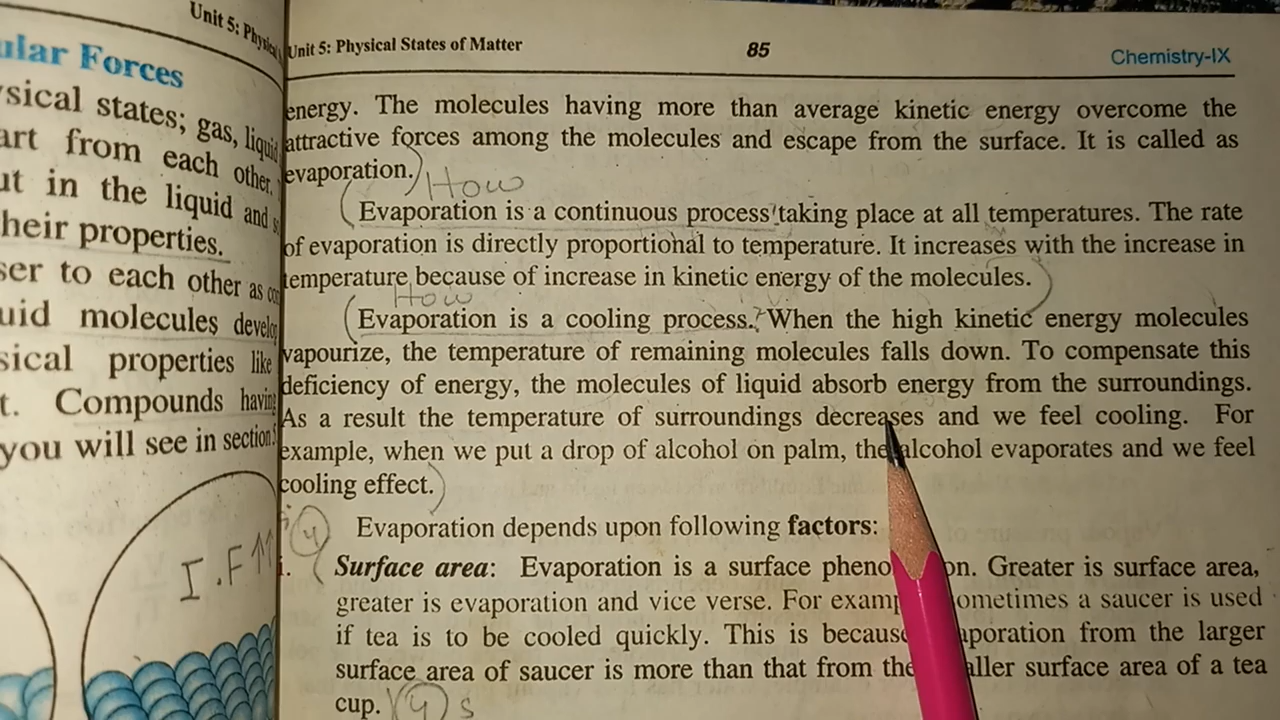 Unit 5: Physic
ular Forces
sical states; gas, liquid
art from each other.
ut in the liquid and s
heir properties.
ser to each other as co
uid molecules develo
sical properties like
t. Compounds having
you will see in section
I.F↑↑
Unit 5: Physical States of Matter 85 Chemistry-IX
energy. The molecules having more than average kinetic energy overcome the
attractive forces among the molecules and escape from the surface. It is called as
evaporation.) How
(Evaporation is a continuous process taking place at all temperatures. The rate
of evaporation is directly proportional to temperature. It increases with the increase in
temperature because of increase in kinetic energy of the molecules.)
How
(Evaporation is a cooling process.? When the high kinetic energy molecules
vapourize, the temperature of remaining molecules falls down. To compensate this
deficiency of energy, the molecules of liquid absorb energy from the surroundings.
As a result the temperature of surroundings decreases and we feel cooling. For
example, when we put a drop of alcohol on palm, the alcohol evaporates and we feel
cooling effect.)
4 Evaporation depends upon following factors:
i. (Surface area: Evaporation is a surface pheno on. Greater is surface area,
greater is evaporation and vice verse. For examp ometimes a saucer is used
if tea is to be cooled quickly. This is becaus aporation from the larger
surface area of saucer is more than that from the aller surface area of a tea
cup. )(4) s